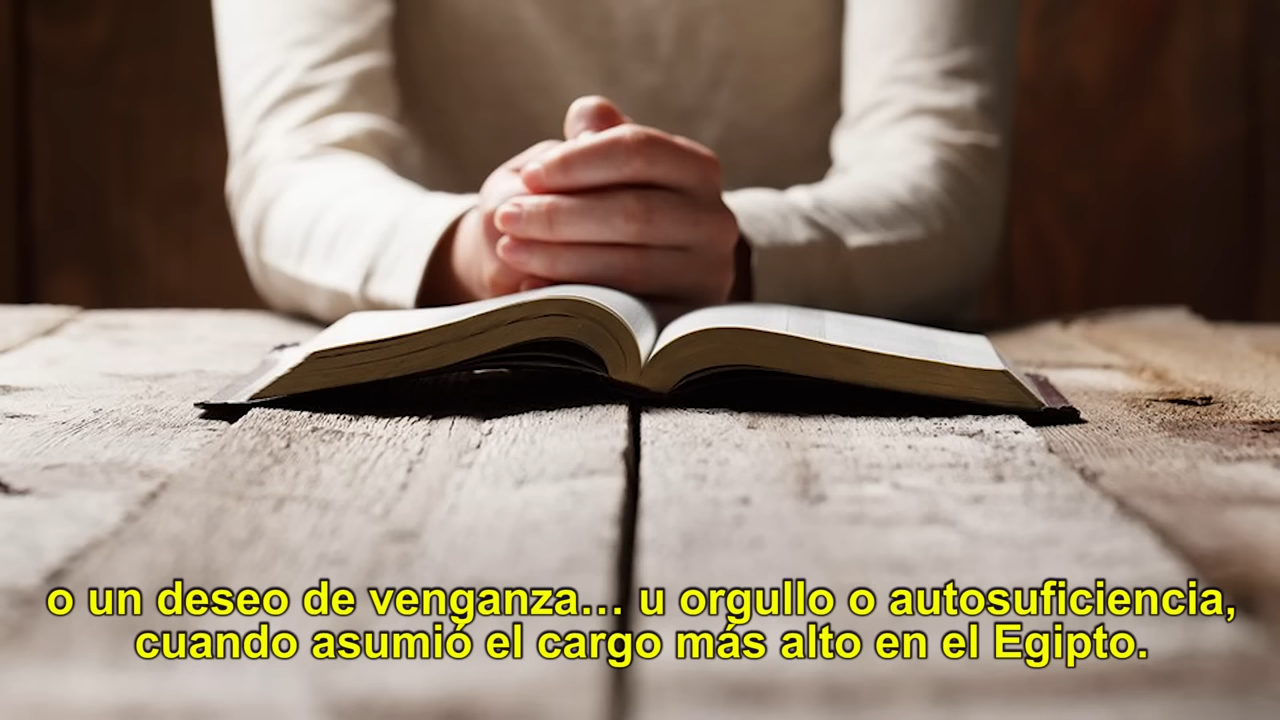 o un deseo de venganza... u orgullo o autosuficiencia,
cuando asumió el cargo más alto en el Egipto.